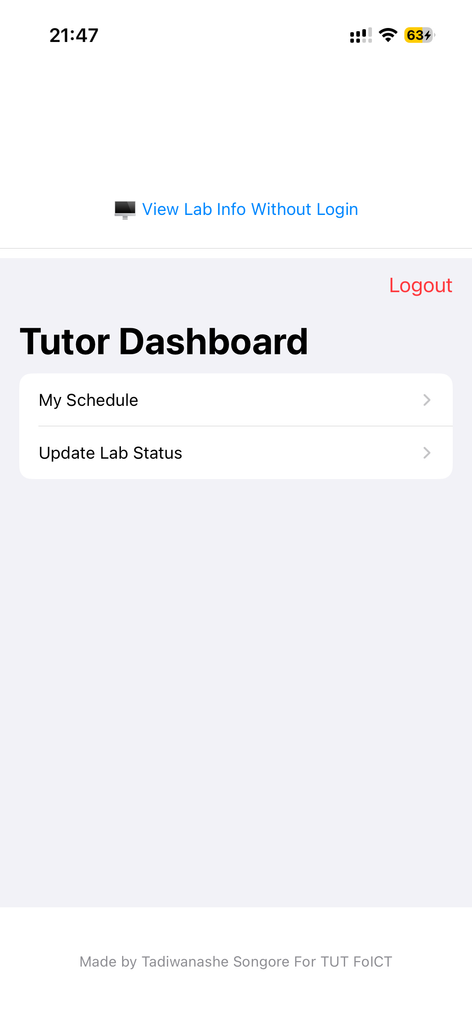 21:47
63
View Lab Info Without Login
Logout
Tutor Dashboard
My Schedule
Update Lab Status
Made by Tadiwanashe Songore For TUT FoICT